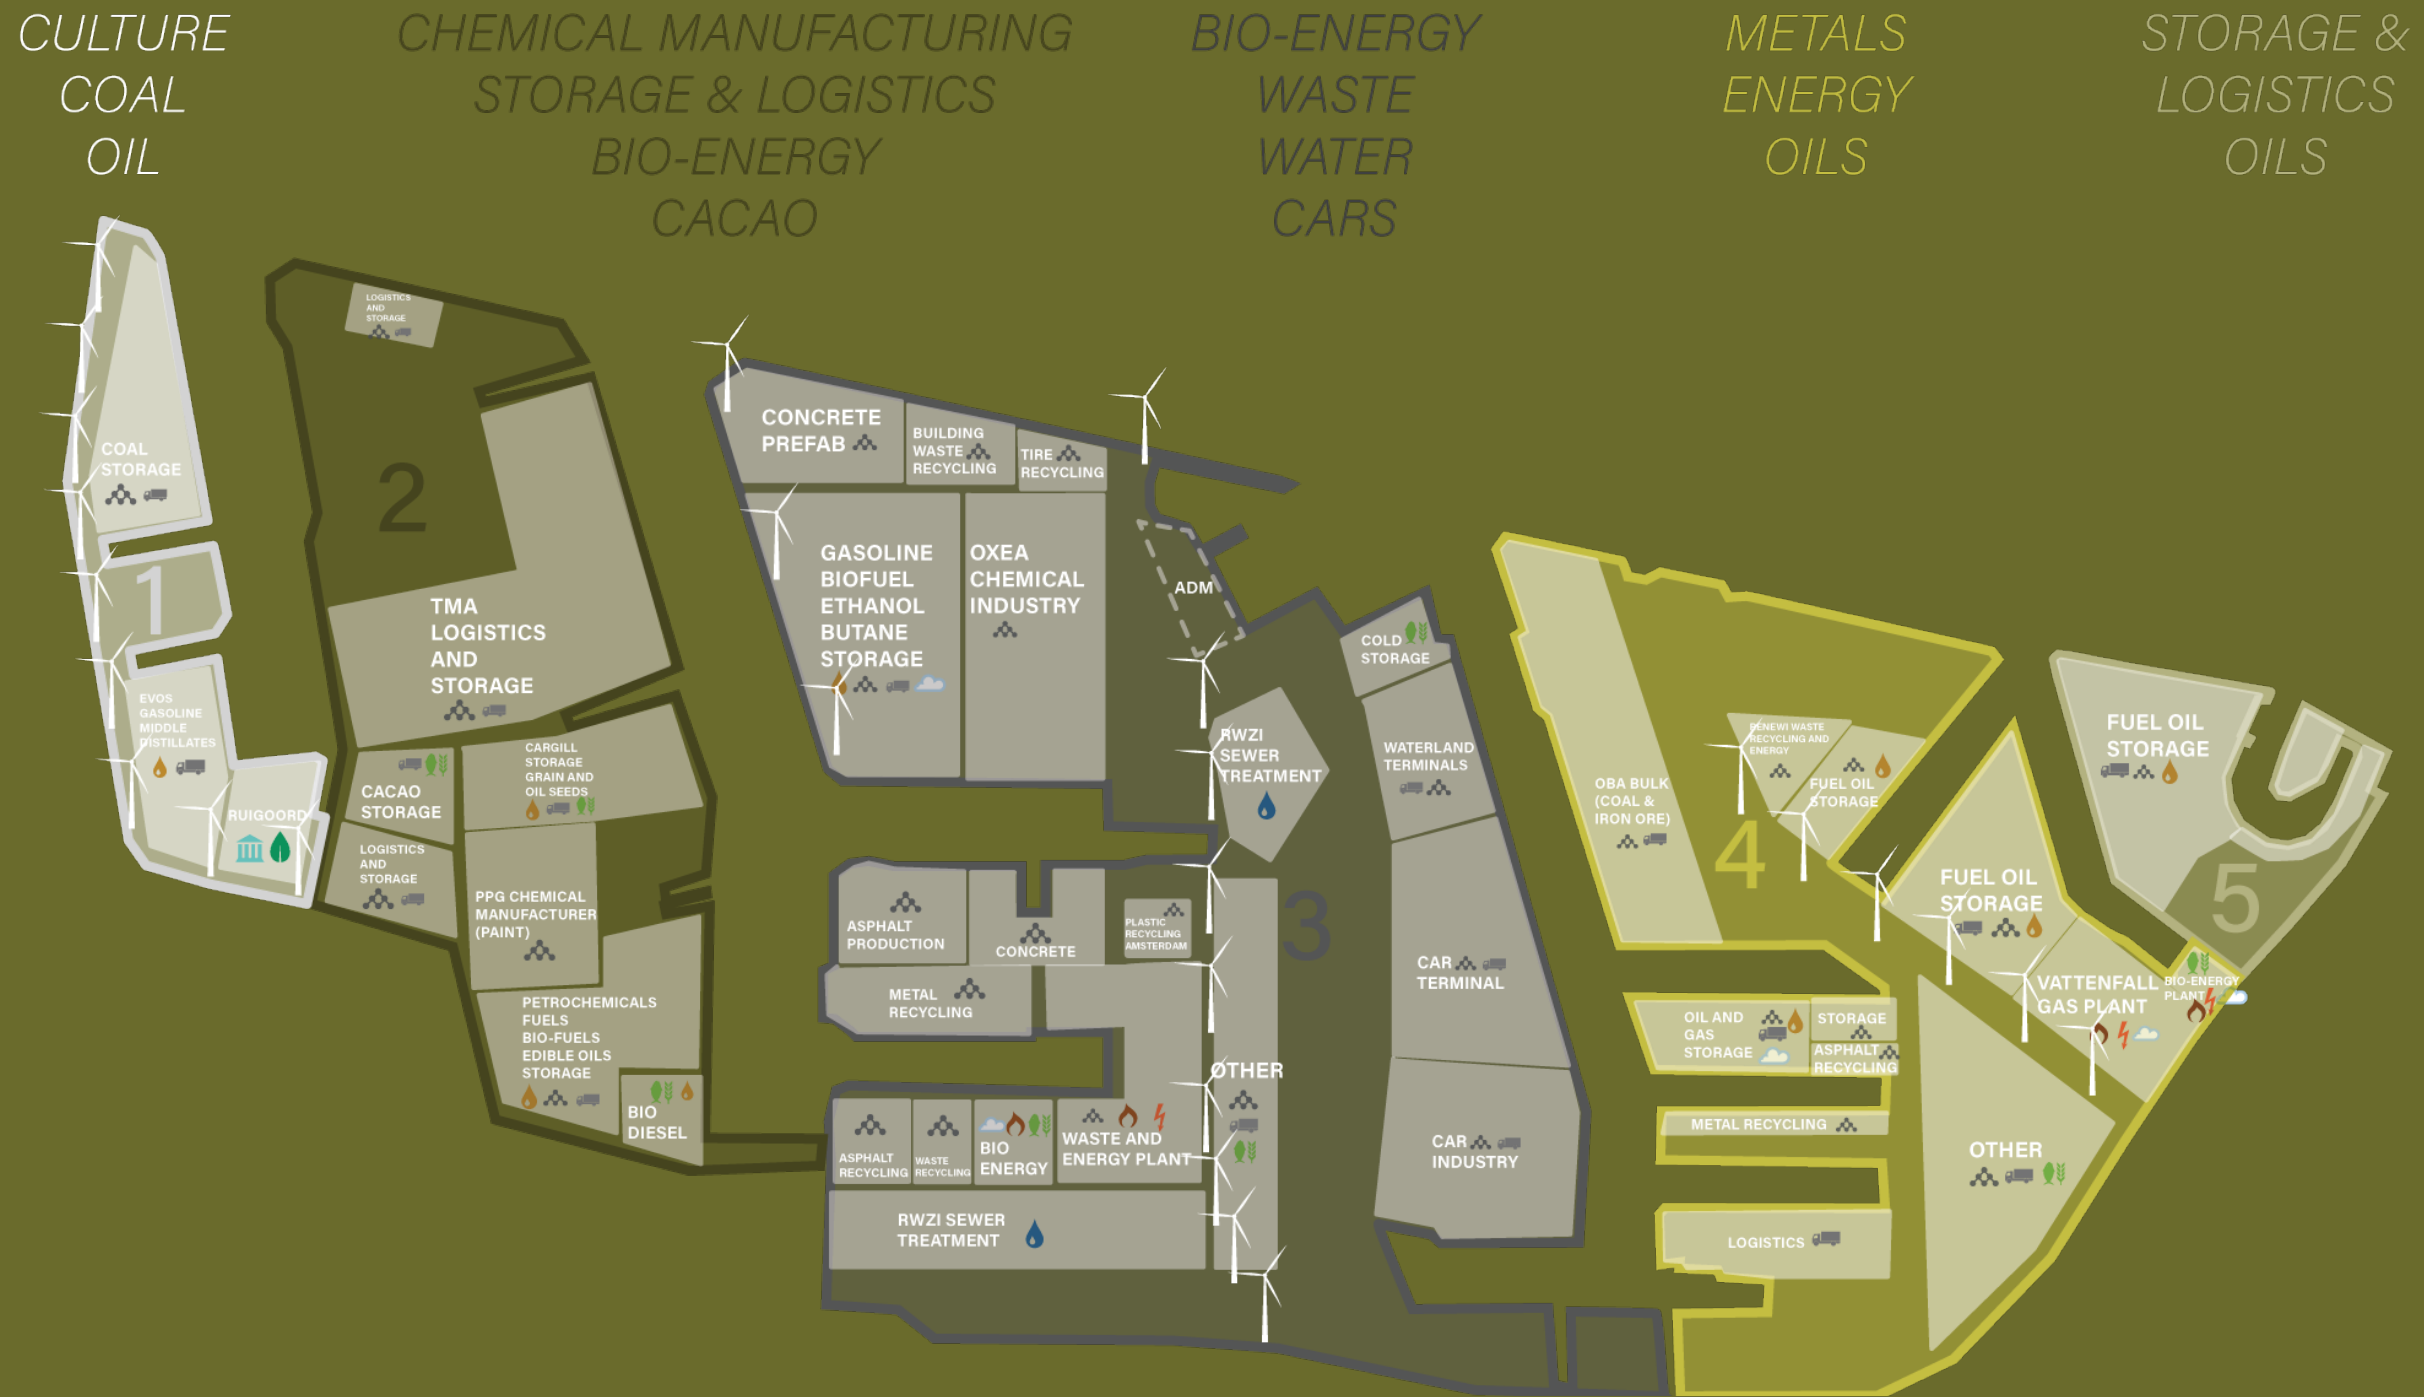 CULTURE
COAL
OIL
CHEMICAL MANUFACTURING
STORAGE & LOGISTICS
BIO-ENERGY
CACAO
BIO-ENERGY
WASTE
WATER
CARS
METALS
ENERGY
OILS
STORAGE &
LOGISTICS
OILS
COAL
STORAGE
1
EVOS
GASOLINE
MIDDLE
DISTILLATES
RUIGOORD
LOGISTICS
AND
STORAGE
2
TMA
LOGISTICS
AND
STORAGE
CACAO
STORAGE
CARGILL
STORAGE
GRAIN AND
OIL SEEDS
LOGISTICS
AND
STORAGE
PPG CHEMICAL
MANUFACTURER
(PAINT)
PETROCHEMICALS
FUELS
BIO-FUELS
EDIBLE OILS
STORAGE
BIO
DIESEL
CONCRETE
PREFAB
BUILDING
WASTE
RECYCLING
TIRE
RECYCLING
GASOLINE
BIOFUEL
ETHANOL
BUTANE
STORAGE
OXEA
CHEMICAL
INDUSTRY
ADM
RWZI
SEWER
TREATMENT
COLD
STORAGE
WATERLAND
TERMINALS
3
ASPHALT
PRODUCTION
CONCRETE
PLASTIC
RECYCLING
AMSTERDAM
METAL
RECYCLING
CAR
TERMINAL
OTHER
ASPHALT
RECYCLING
WASTE
RECYCLING
BIO
ENERGY
WASTE AND
ENERGY PLANT
CAR
INDUSTRY
RWZI SEWER
TREATMENT
OBA BULK
(COAL &
IRON ORE)
4
RENEWI WASTE
RECYCLING AND
ENERGY
FUEL OIL
STORAGE
FUEL OIL
STORAGE
VATTENFALL
GAS PLANT
BIO-ENERGY
PLANT
OIL AND
GAS
STORAGE
STORAGE
ASPHALT
RECYCLING
METAL RECYCLING
OTHER
LOGISTICS
FUEL OIL
STORAGE
5